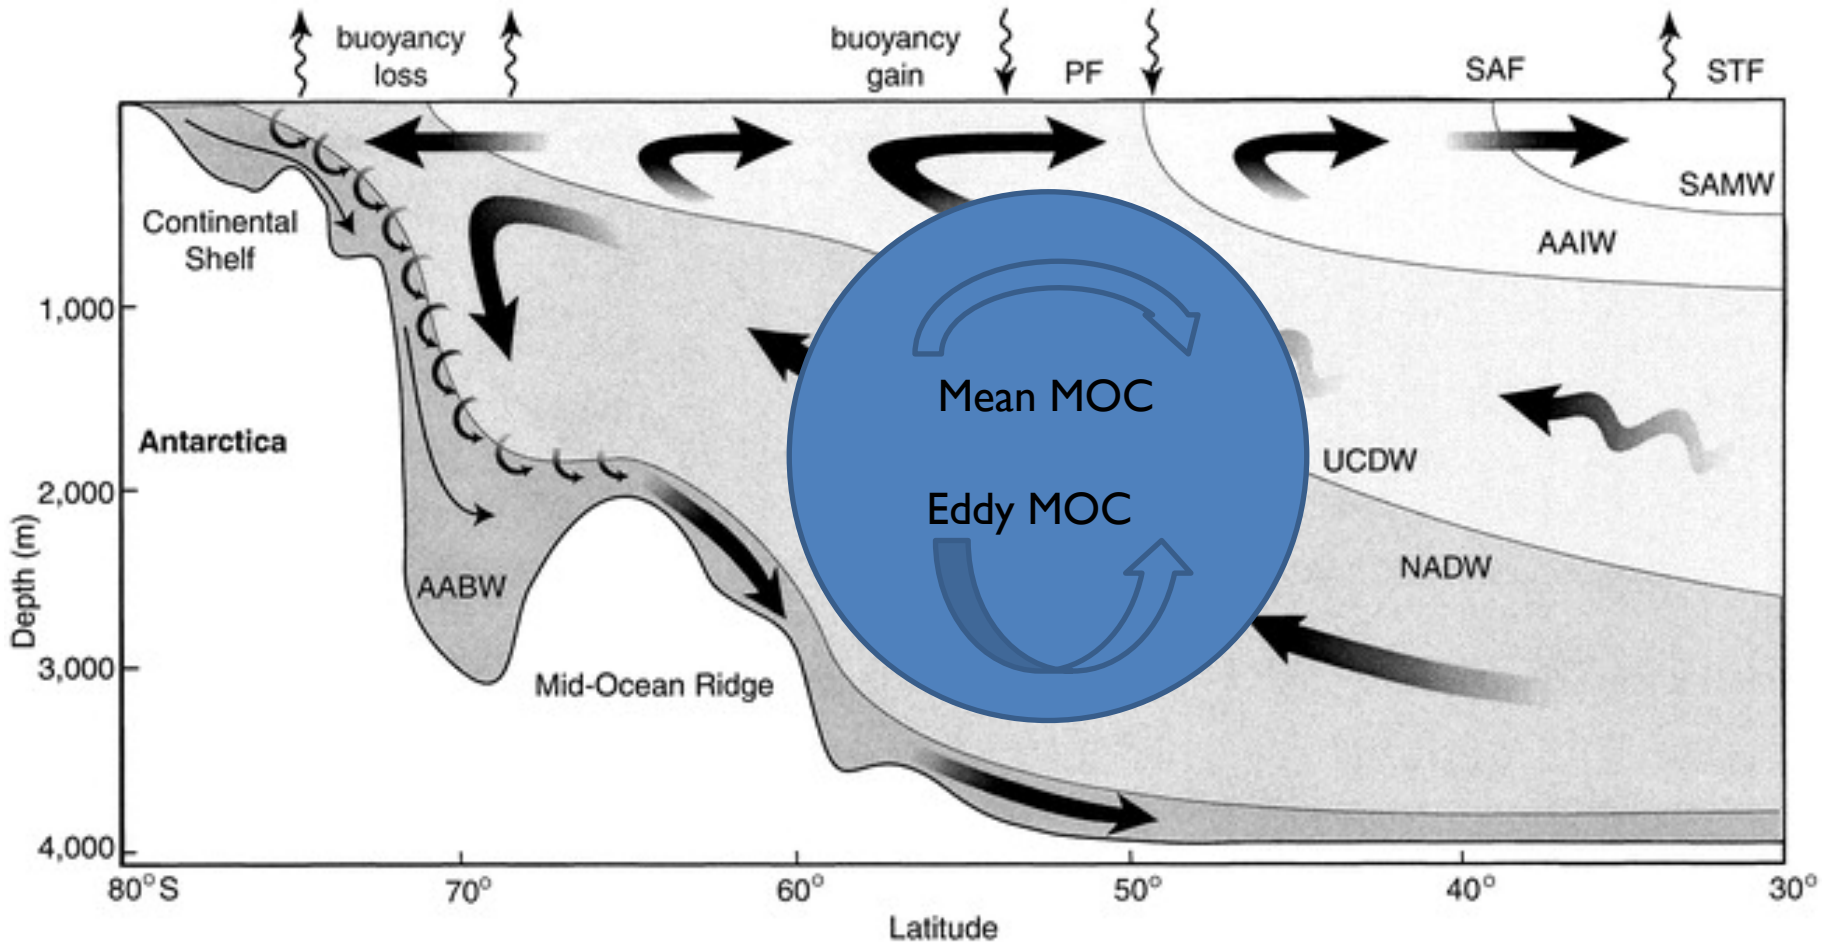 buoyancy
loss
buoyancy
gain
PF
SAF
STF
SAMW
Continental
Shelf
AAIW
1,000
Mean MOC
Antarctica
UCDW
2,000
Eddy MOC
NADW
AABW
Depth (m)
3,000
Mid-Ocean Ridge
4,000
80°S
70°
60°
50°
40°
30°
Latitude